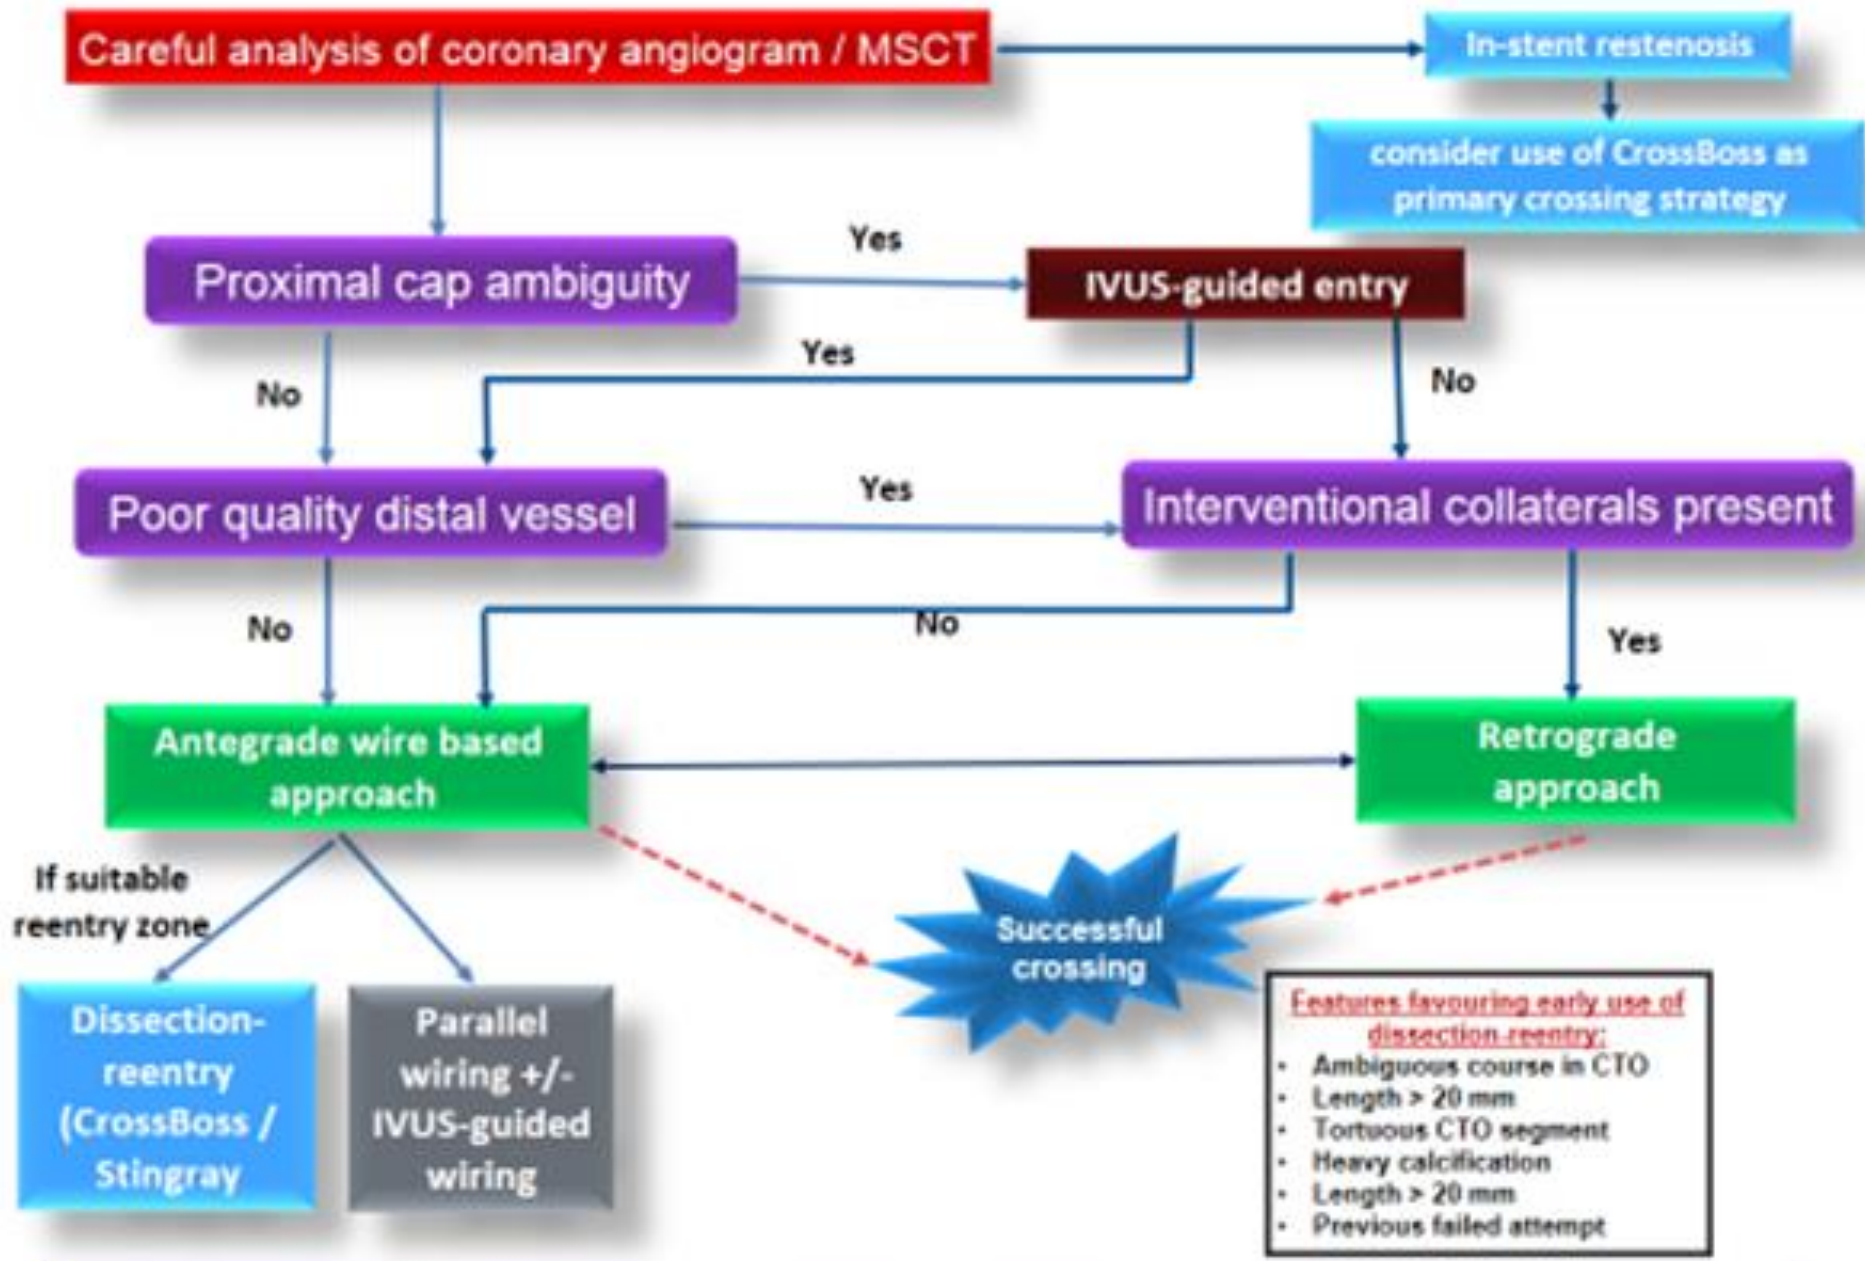 Careful analysis of coronary angiogram / MSCT
In-stent restenosis
consider use of CrossBoss as
primary crossing strategy
Proximal cap ambiguity
Yes
IVUS-guided entry
Yes
No
No
Poor quality distal vessel
Yes
Interventional collaterals present
No
No
Yes
Antegrade wire based
approach
Retrograde
approach
If suitable
reentry zone
Successful
crossing
Dissection-
reentry
(CrossBoss /
Stingray
Parallel
wiring +/-
IVUS-guided
wiring
Features favouring early use of
dissection-reentry:
• Ambiguous course in CTO
• Length > 20 mm
• Tortuous CTO segment
• Heavy calcification
• Length > 20 mm
• Previous failed attempt